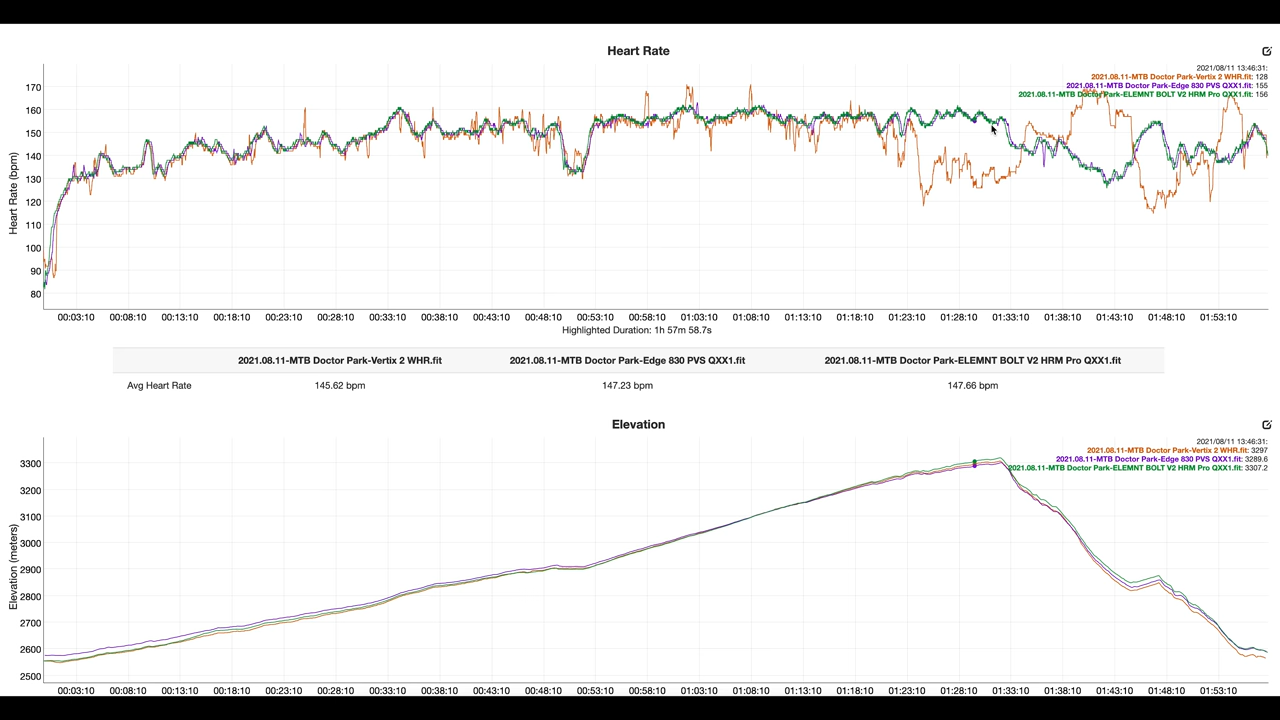 Heart Rate
2021/08/11 13:46:31:
2021.08.11-MTB Doctor Park-Vertix 2 WHR.fit: 128
2021.08.11-MTB Doctor Park-Edge 830 PVS QXX1.fit: 155
2021.08.11-MTB Doctor Park-ELEMNT BOLT V2 HRM Pro QXX1.fit: 156
Heart Rate (bpm)
170
160
150
140
130
120
110
100
90
80
00:03:10 00:08:10 00:13:10 00:18:10 00:23:10 00:28:10 00:33:10 00:38:10 00:43:10 00:48:10 00:53:10 00:58:10 01:03:10 01:08:10 01:13:10 01:18:10 01:23:10 01:28:10 01:33:10 01:38:10 01:43:10 01:48:10 01:53:10
Highlighted Duration: 1h 57m 58.7s
2021.08.11-MTB Doctor Park-Vertix 2 WHR.fit 2021.08.11-MTB Doctor Park-Edge 830 PVS QXX1.fit 2021.08.11-MTB Doctor Park-ELEMNT BOLT V2 HRM Pro QXX1.fit
Avg Heart Rate 145.62 bpm 147.23 bpm 147.66 bpm
Elevation
2021/08/11 13:46:31:
2021.08.11-MTB Doctor Park-Vertix 2 WHR.fit: 3297
2021.08.11-MTB Doctor Park-Edge 830 PVS QXX1.fit: 3289.6
2021.08.11-MTB Doctor Park-ELEMNT BOLT V2 HRM Pro QXX1.fit: 3307.2
Elevation (meters)
3300
3200
3100
3000
2900
2800
2700
2600
2500
00:03:10 00:08:10 00:13:10 00:18:10 00:23:10 00:28:10 00:33:10 00:38:10 00:43:10 00:48:10 00:53:10 00:58:10 01:03:10 01:08:10 01:13:10 01:18:10 01:23:10 01:28:10 01:33:10 01:38:10 01:43:10 01:48:10 01:53:10